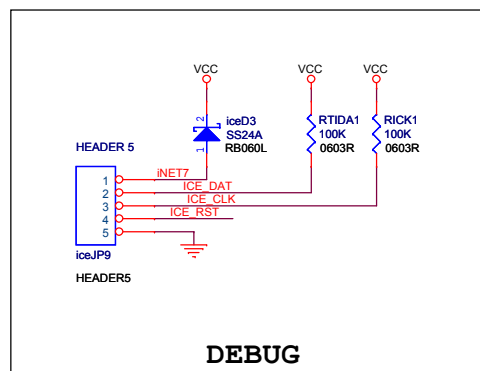 VCC
VCC
VCC
2
1
iceD3
SS24A
RB060L
RTIDA1
100K
0603R
RICK1
100K
0603R
HEADER 5
1
2
3
4
5
iNET7
ICE_DAT
ICE_CLK
ICE_RST
iceJP9
HEADER5
DEBUG